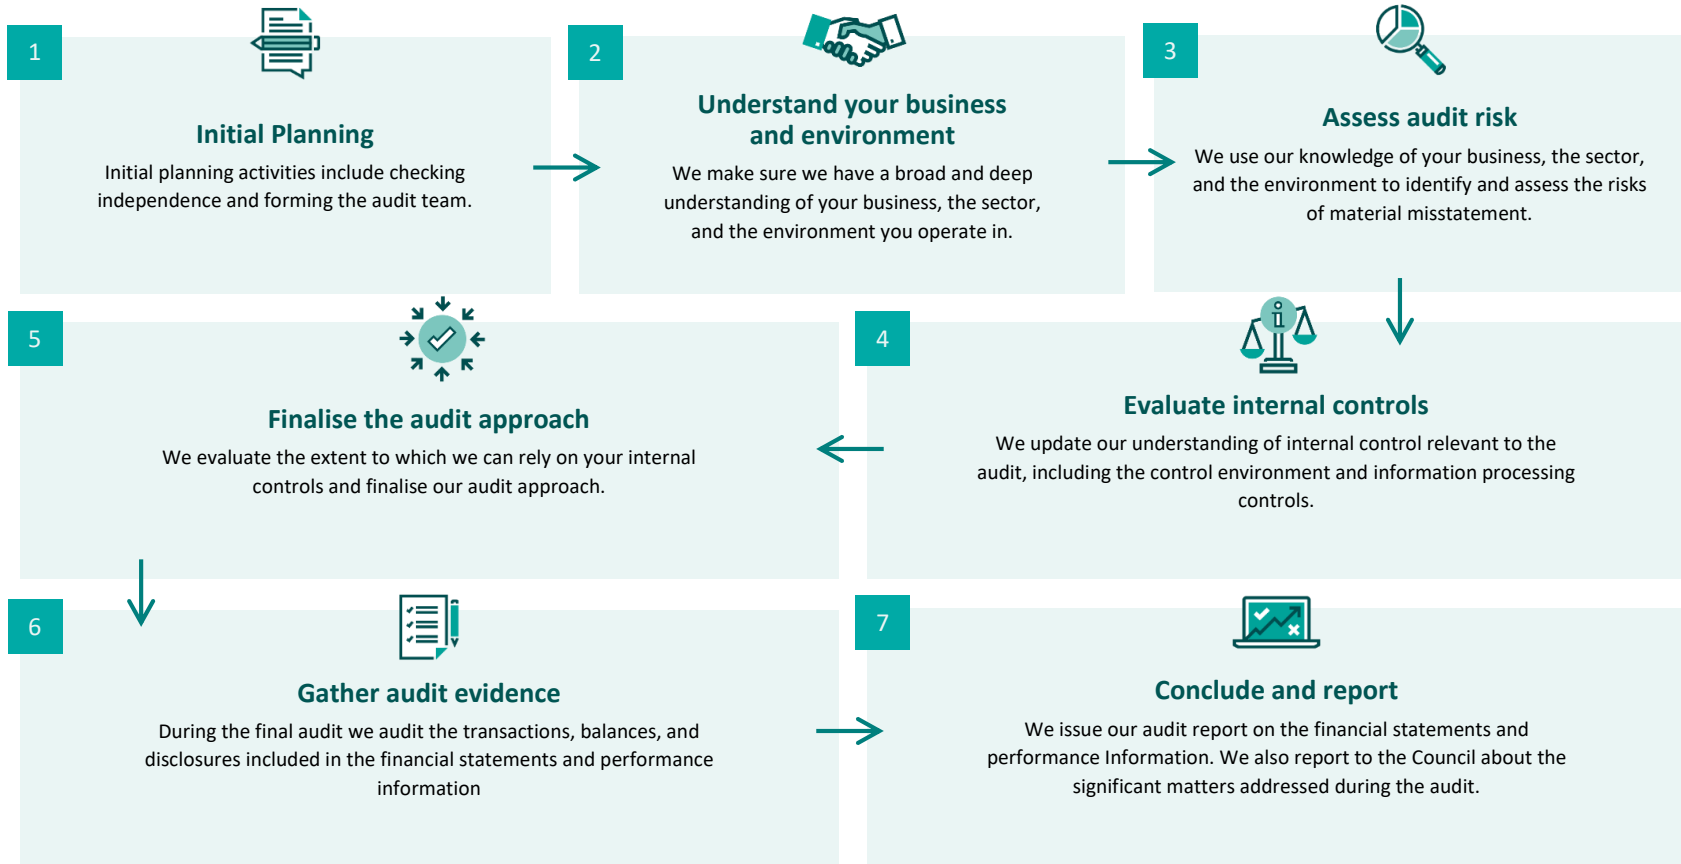 1
Initial Planning
Initial planning activities include checking
independence and forming the audit team.
2
Understand your business
and environment
We make sure we have a broad and deep
understanding of your business, the sector,
and the environment you operate in.
3
Assess audit risk
We use our knowledge of your business, the sector,
and the environment to identify and assess the risks
of material misstatement.
4
Evaluate internal controls
We update our understanding of internal control relevant to the
audit, including the control environment and information processing
controls.
5
Finalise the audit approach
We evaluate the extent to which we can rely on your internal
controls and finalise our audit approach.
6
Gather audit evidence
During the final audit we audit the transactions, balances, and
disclosures included in the financial statements and performance
information
7
Conclude and report
We issue our audit report on the financial statements and
performance Information. We also report to the Council about the
significant matters addressed during the audit.